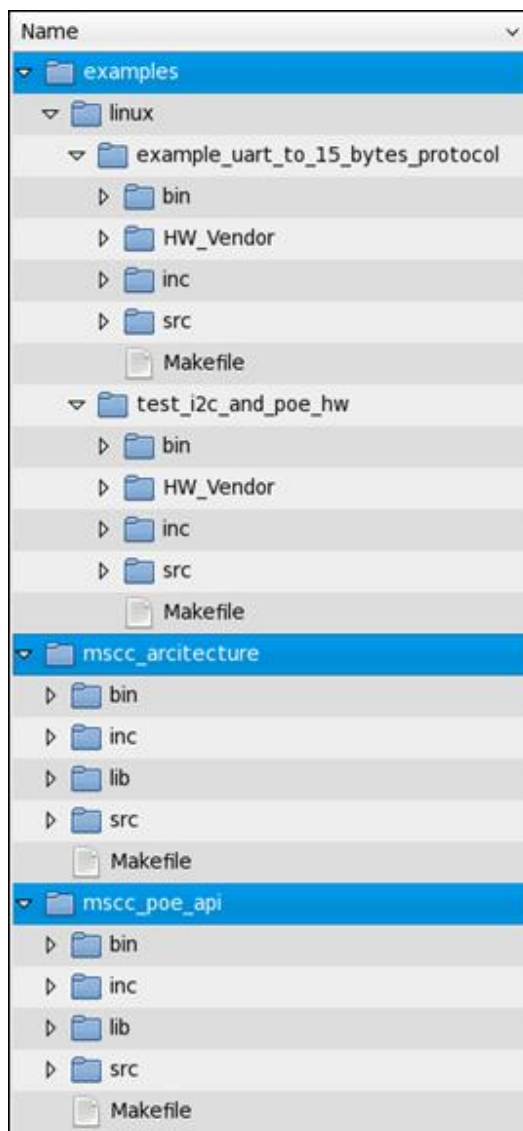 Name
examples
linux
example_uart_to_15_bytes_protocol
bin
HW_Vendor
inc
src
Makefile
test_i2c_and_poe_hw
bin
HW_Vendor
inc
src
Makefile
mscc_arcitecture
bin
inc
lib
src
Makefile
mscc_poe_api
bin
inc
lib
src
Makefile